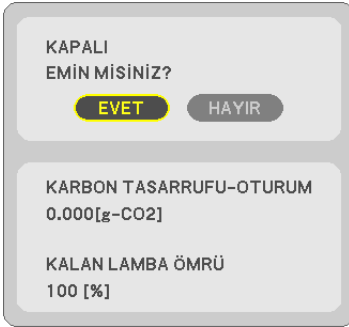 KAPALI
EMİN MİSİNİZ?
EVET HAYIR
KARBON TASARRUFU-OTURUM
0.000[g-CO2]
KALAN LAMBA ÖMRÜ
100 [%]